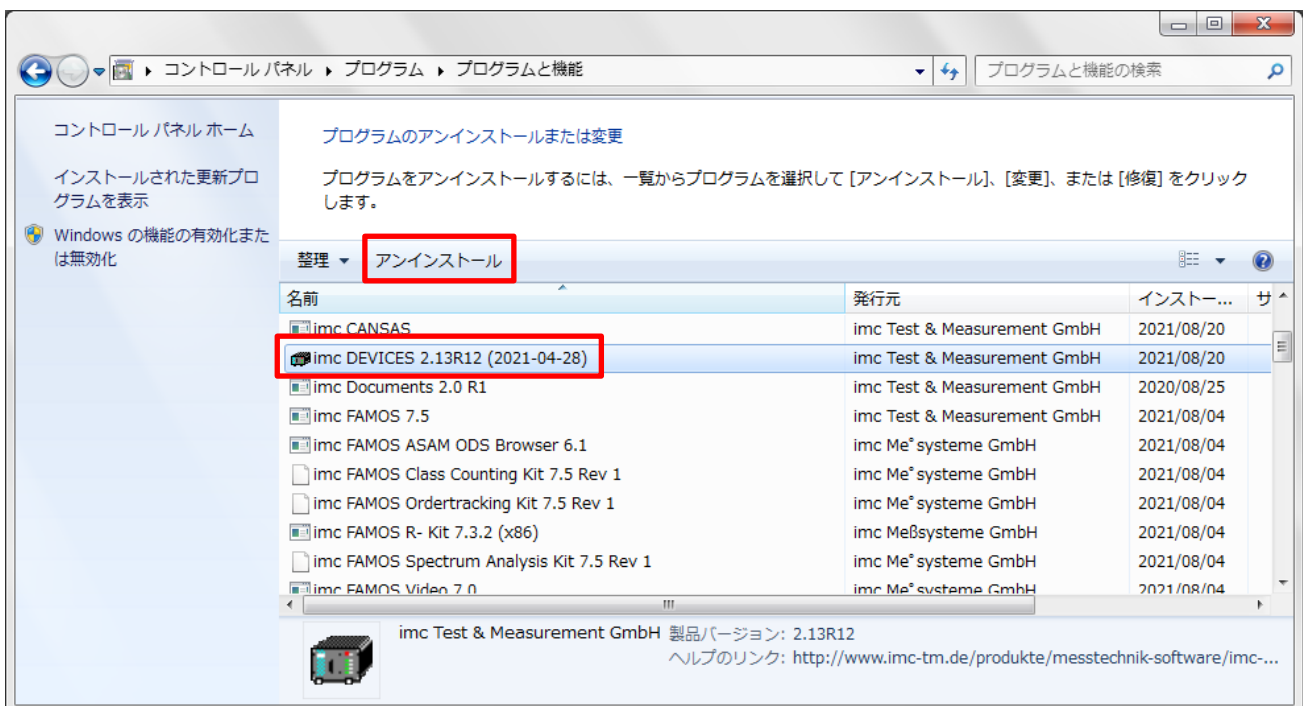 コントロール パネル ▸ プログラム ▸ プログラムと機能
プログラムと機能の検索
コントロール パネル ホーム
インストールされた更新プロ
グラムを表示
Windows の機能の有効化また
は無効化
プログラムのアンインストールまたは変更
プログラムをアンインストールするには、一覧からプログラムを選択して [アンインストール]、[変更]、または [修復] をクリック
します。
整理 アンインストール
名前 発行元 インストー... サ
imc CANSAS imc Test & Measurement GmbH 2021/08/20
imc DEVICES 2.13R12 (2021-04-28) imc Test & Measurement GmbH 2021/08/20
imc Documents 2.0 R1 imc Test & Measurement GmbH 2020/08/25
imc FAMOS 7.5 imc Test & Measurement GmbH 2021/08/04
imc FAMOS ASAM ODS Browser 6.1 imc Me゜systeme GmbH 2021/08/04
imc FAMOS Class Counting Kit 7.5 Rev 1 imc Me゜systeme GmbH 2021/08/04
imc FAMOS Ordertracking Kit 7.5 Rev 1 imc Me゜systeme GmbH 2021/08/04
imc FAMOS R- Kit 7.3.2 (x86) imc Meßsysteme GmbH 2021/08/04
imc FAMOS Spectrum Analysis Kit 7.5 Rev 1 imc Me゜systeme GmbH 2021/08/04
imc FAMOS Video 7.0 imc Me゜systeme GmbH 2021/08/04
imc Test & Measurement GmbH 製品バージョン: 2.13R12
ヘルプのリンク: http://www.imc-tm.de/produkte/messtechnik-software/imc-...